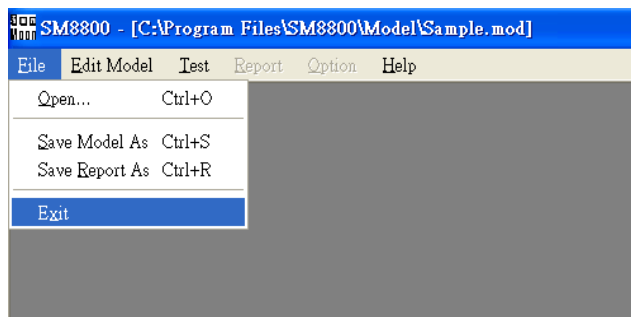 SM8800 - [C:\Program Files\SM8800\Model\Sample.mod]
File Edit Model Test Report Option Help
Open... Ctrl+O
Save Model As Ctrl+S
Save Report As Ctrl+R
Exit